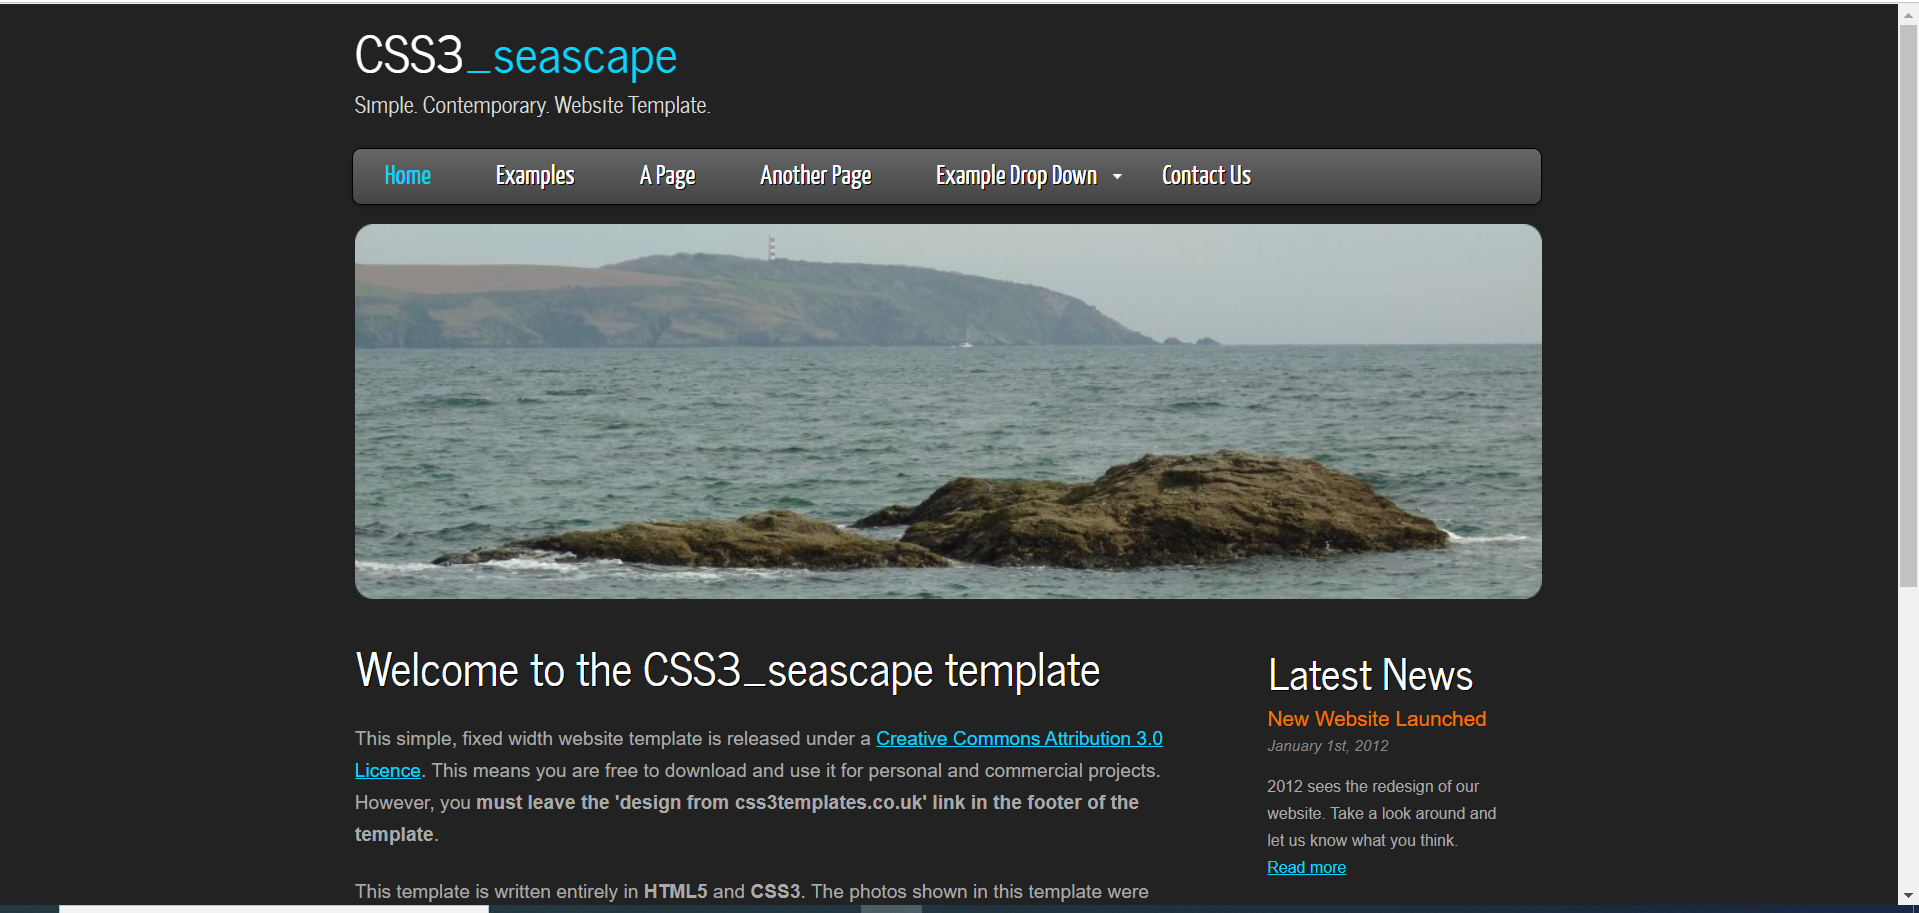 CSS3_seascape
Simple. Contemporary. Website Template.
Home Examples A Page Another Page Example Drop Down Contact Us
Welcome to the CSS3_seascape template
This simple, fixed width website template is released under a Creative Commons Attribution 3.0
Licence. This means you are free to download and use it for personal and commercial projects.
However, you must leave the 'design from css3templates.co.uk' link in the footer of the
template.
This template is written entirely in HTML5 and CSS3. The photos shown in this template were
Latest News
New Website Launched
January 1st, 2012
2012 sees the redesign of our
website. Take a look around and
let us know what you think.
Read more